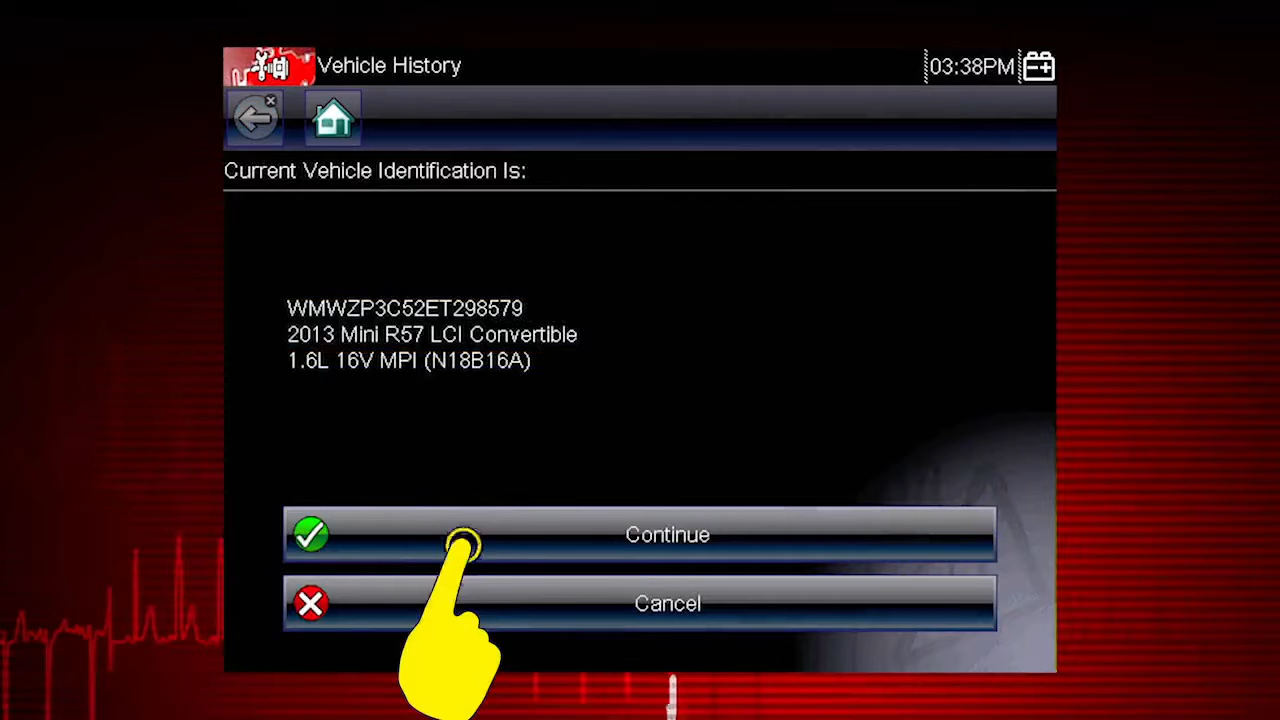 Vehicle History
03:38PM
Current Vehicle Identification Is:
WMWZP3C52ET298579
2013 Mini R57 LCI Convertible
1.6L 16V MPI (N18B16A)
Continue
Cancel